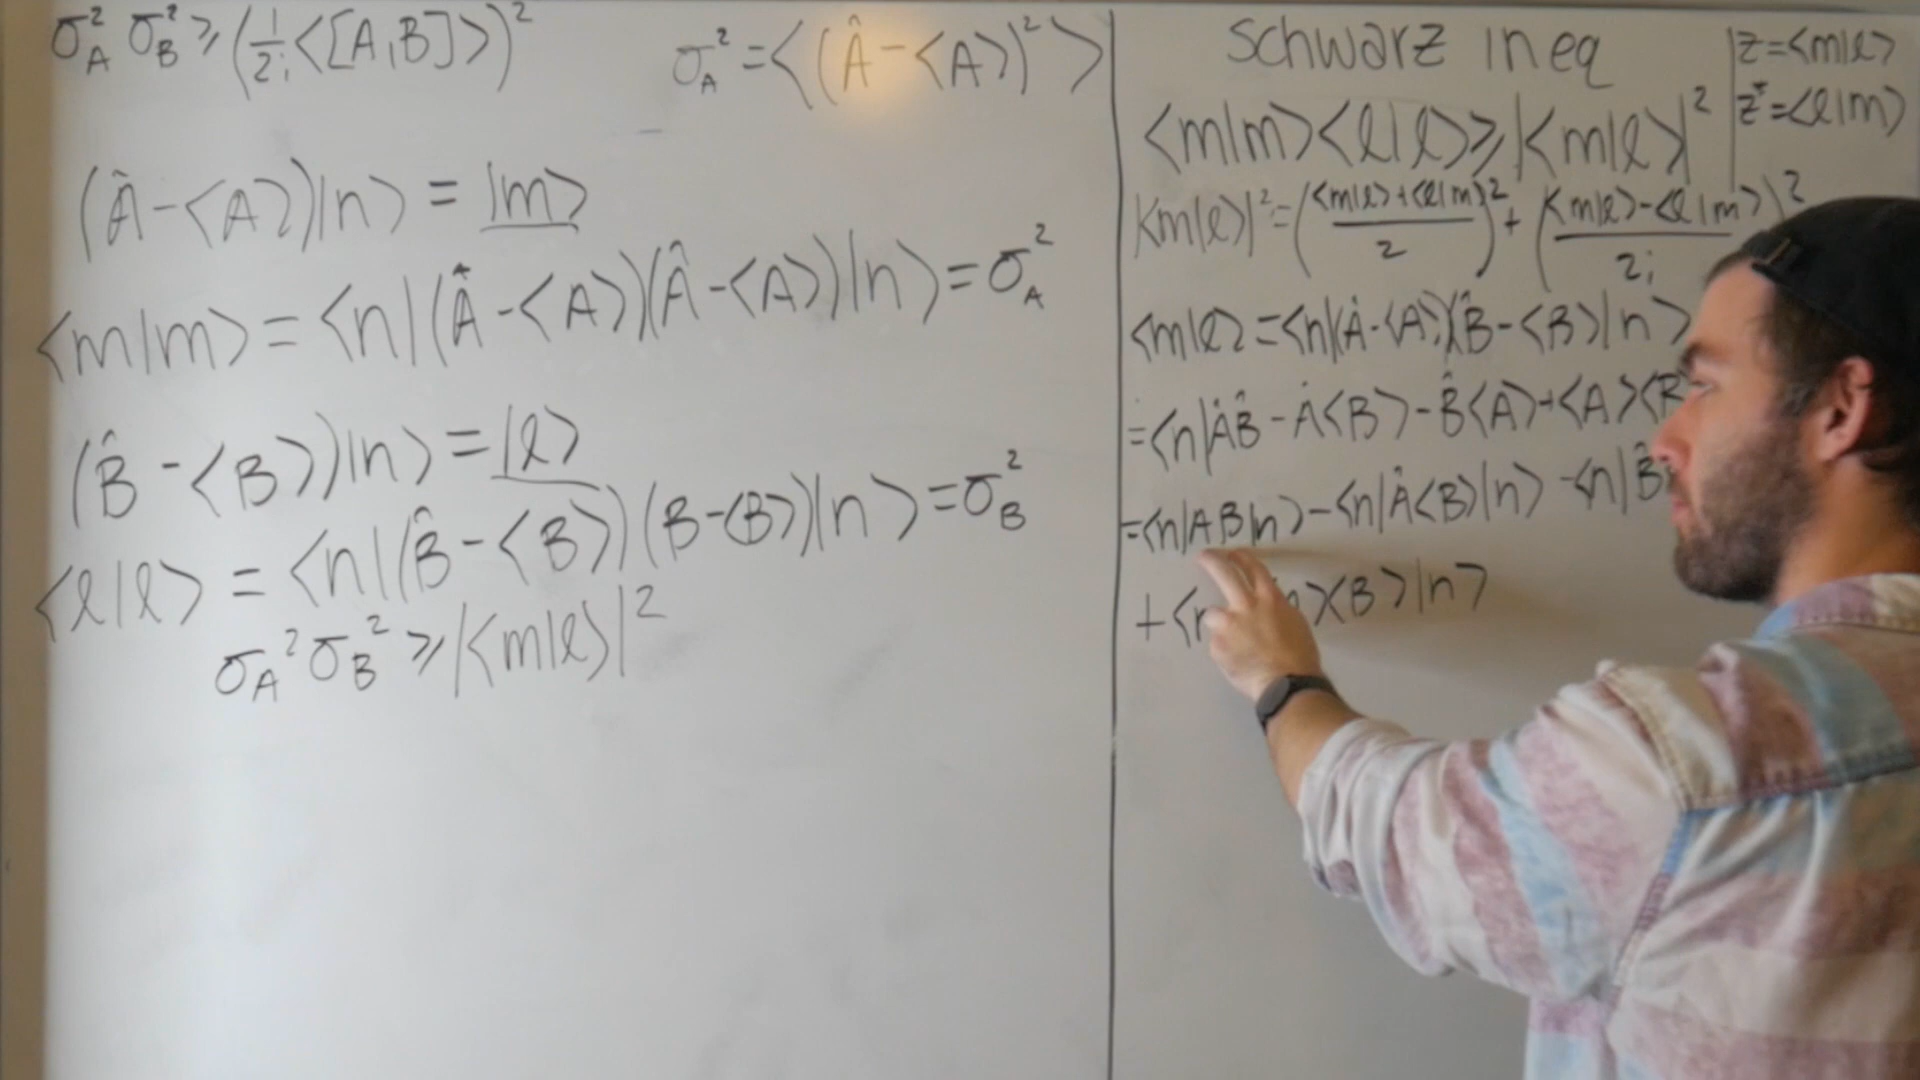 σ_A² σ_B² ≥ (1/2i <[A,B]>)²
σ_A² = <(Â - <A>)²>
(Â - <A>)|n> = |m>
<m|m> = <n|(Â - <A>)(Â - <A>)|n> = σ_A²
(B̂ - <B>)|n> = |l>
<l|l> = <n|(B̂ - <B>)(B - <B>)|n> = σ_B²
σ_A² σ_B² ≥ |<m|l>|²
Schwarz ineq
z = <m|l>
z* = <l|m>
<m|m><l|l> ≥ |<m|l>|²
|<m|l>|² = (<m|l> + <l|m> / 2)² + (<m|l> - <l|m> / 2i)²
<m|l> = <n|(Â - <A>)(B̂ - <B>)|n>
= <n|ÂB̂ - Â<B> - B̂<A> + <A><B
= <n|AB|n> - <n|Â<B>|n> - <n|B̂
+ <n <B>|n>